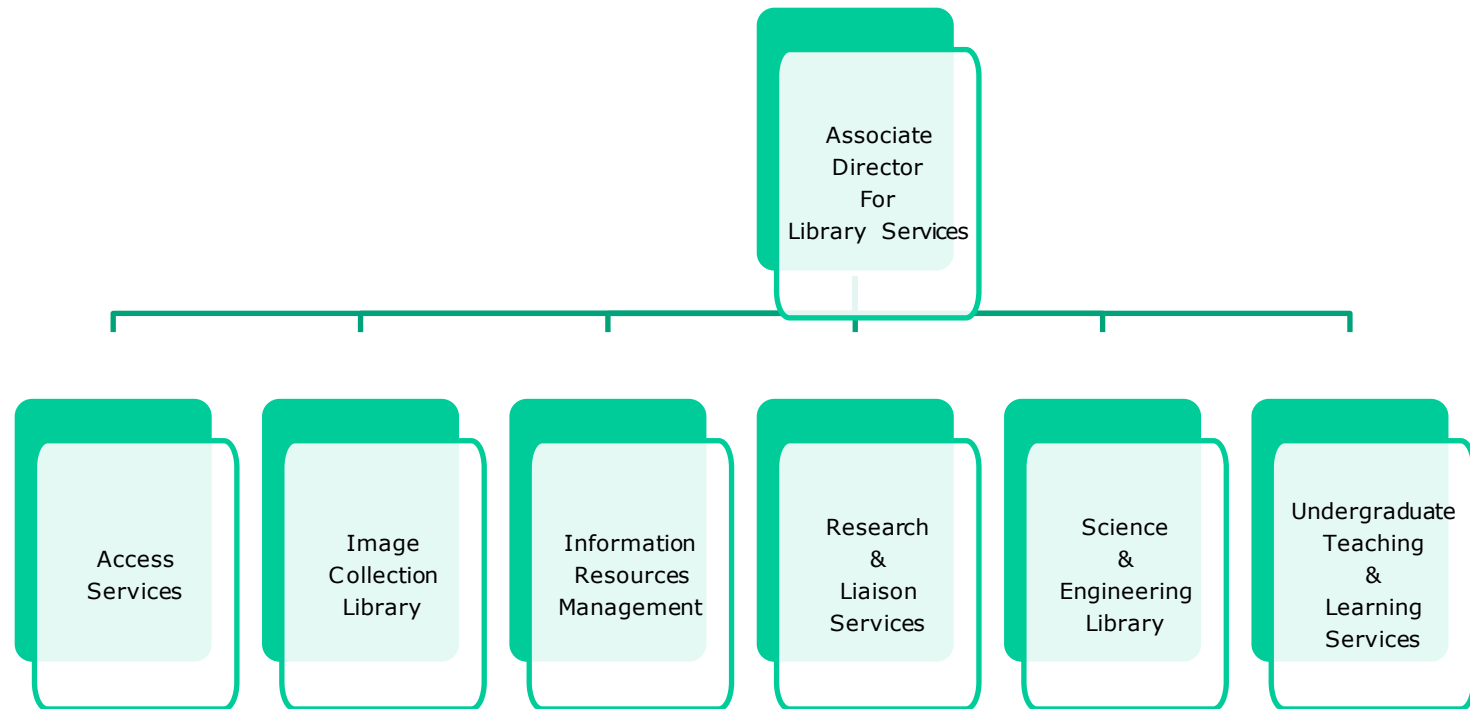 Associate
Director
For
Library Services
Access
Services
Image
Collection
Library
Information
Resources
Management
Research
&
Liaison
Services
Science
&
Engineering
Library
Undergraduate
Teaching
&
Learning
Services